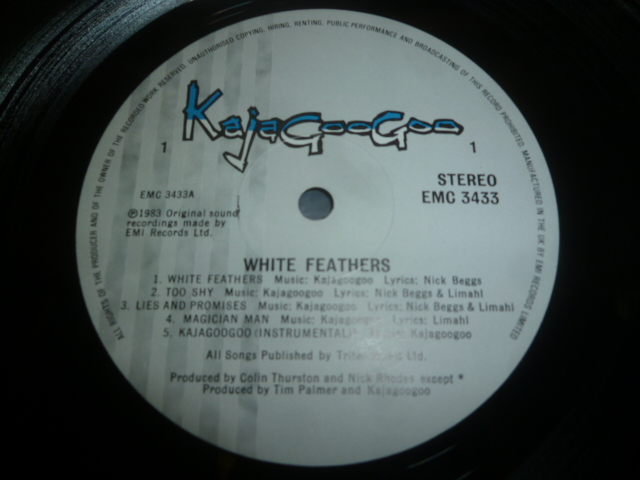 ALL RIGHTS OF THE PRODUCER AND OF THE OWNER OF THE RECORDED WORK RESERVED. UNAUTHORISED COPYING, HIRING, RENTING, PUBLIC PERFORMANCE AND BROADCASTING OF THIS RECORD PROHIBITED. MANUFACTURED IN THE UK BY EMI RECORDS LIMITED
KajaGooGoo
1 1
STEREO
EMC 3433A EMC 3433
℗1983 Original sound
recordings made by
EMI Records Ltd.
WHITE FEATHERS
1. WHITE FEATHERS Music: Kajagoogoo Lyrics: Nick Beggs
2. TOO SHY Music: Kajagoogoo Lyrics: Nick Beggs & Limahl
3. LIES AND PROMISES Music: Kajagoogoo Lyrics: Nick Beggs & Limahl
4. MAGICIAN MAN Music: Kajagoogoo Lyrics: Limahl
5. KAJAGOOGOO (INSTRUMENTAL) Music: Kajagoogoo
All Songs Published by Ltd.
Produced by Colin Thurston and Nick Rhodes except *
Produced by Tim Palmer and Kajagoogoo